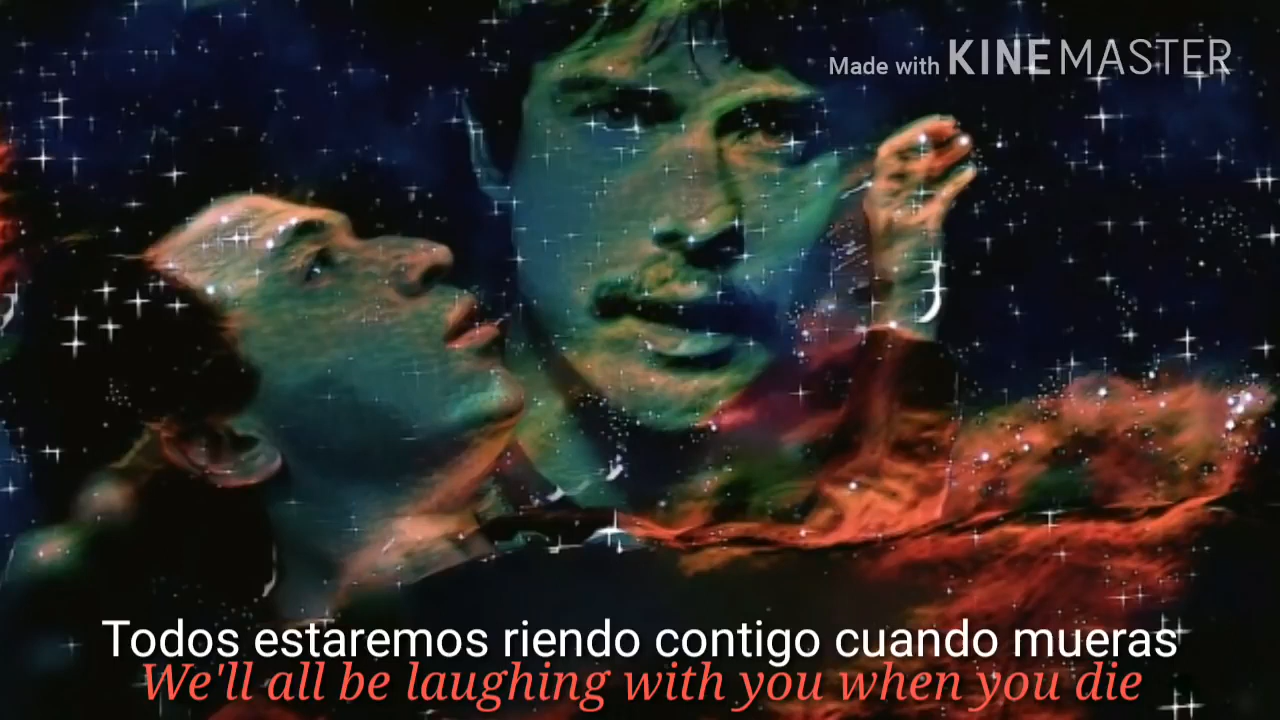 Made with KINEMASTER
Todos estaremos riendo contigo cuando mueras
We'll all be laughing with you when you die